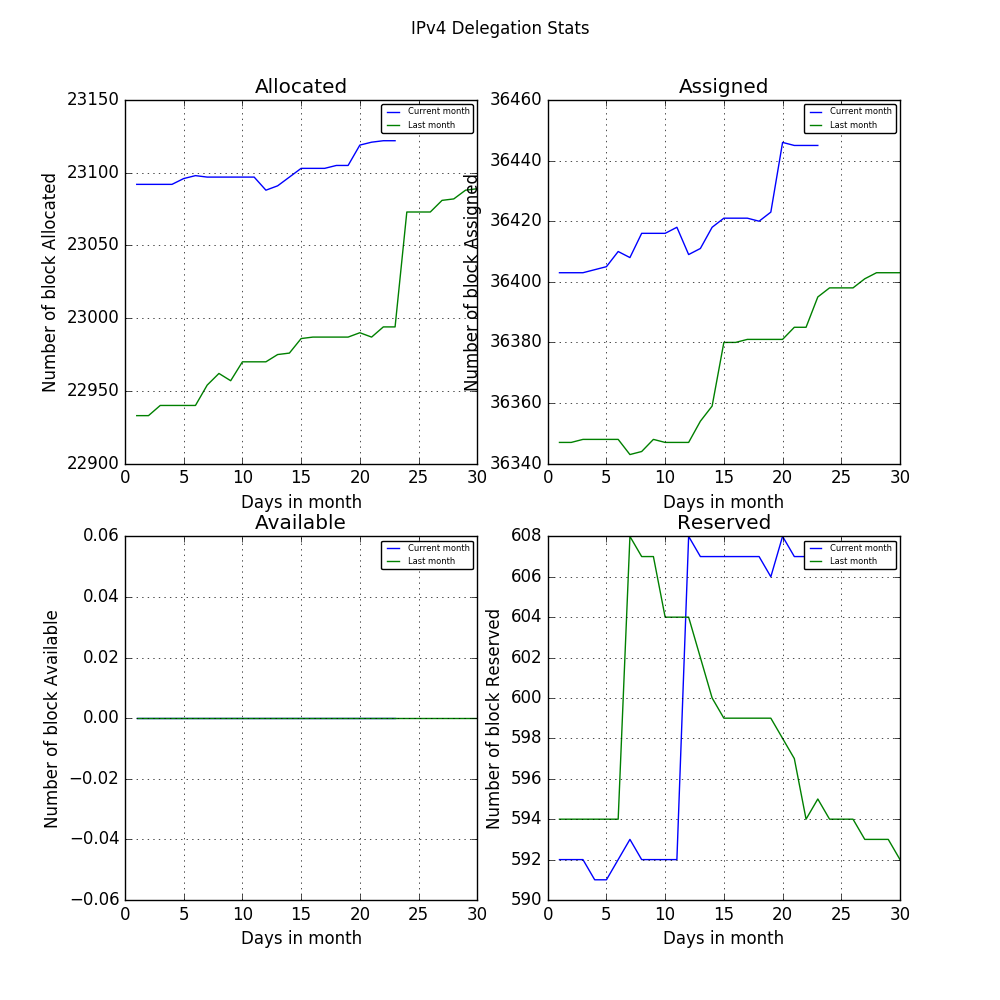 IPv4 Delegation Stats
Allocated
Number of block Allocated
23150
23100
23050
23000
22950
22900
0 5 10 15 20 25 30
Days in month
Current month
Last month
Assigned
Number of block Assigned
36460
36440
36420
36400
36380
36360
36340
0 5 10 15 20 25 30
Days in month
Current month
Last month
Available
Number of block Available
0.06
0.04
0.02
0.00
−0.02
−0.04
−0.06
0 5 10 15 20 25 30
Days in month
Current month
Last month
Reserved
Number of block Reserved
608
606
604
602
600
598
596
594
592
590
0 5 10 15 20 25 30
Days in month
Current month
Last month